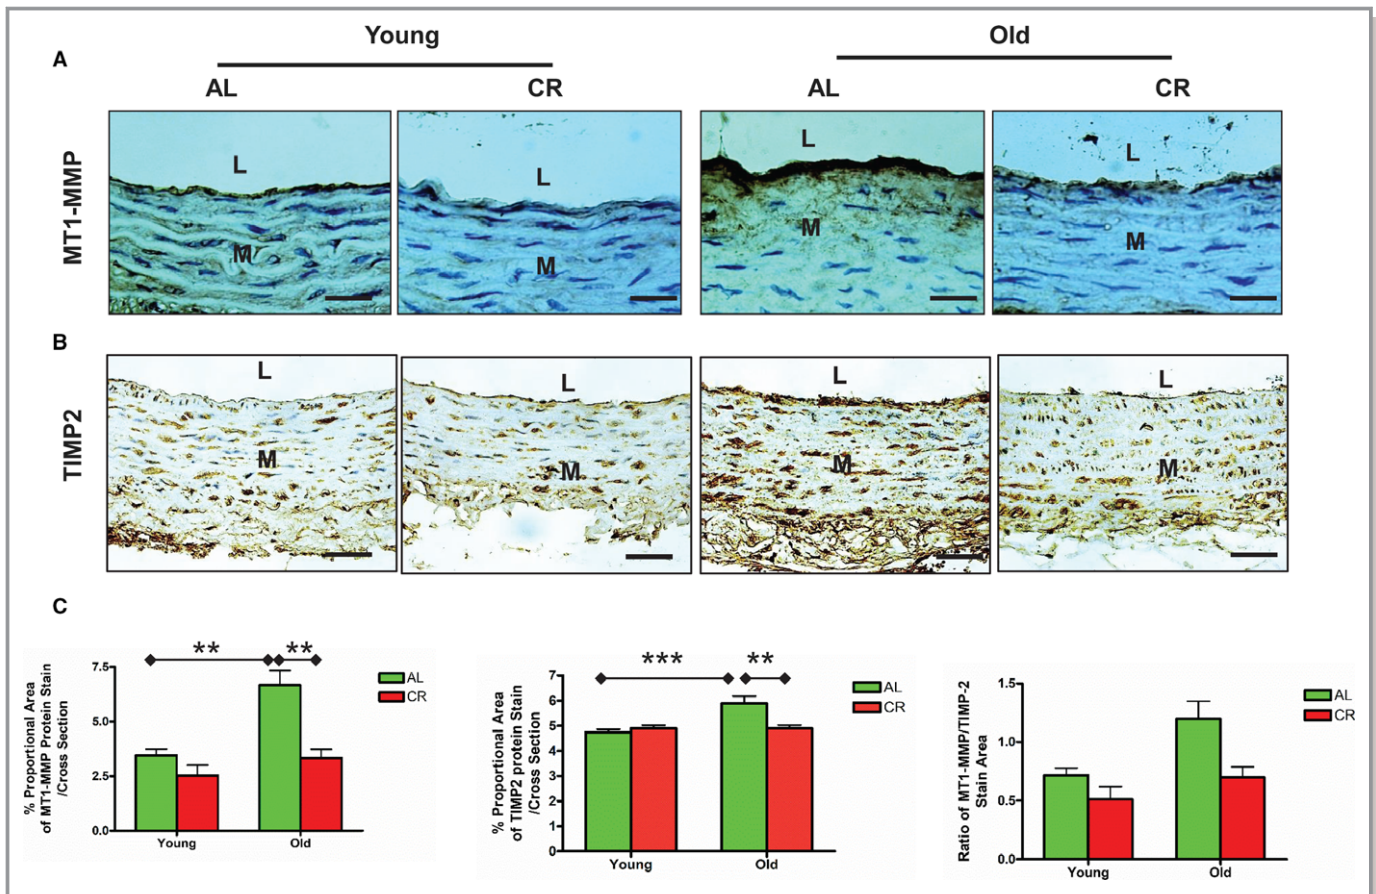 Young
Old
A
AL
CR
AL
CR
MT1-MMP
L
L
L
L
M
M
M
M
B
TIMP2
L
L
L
L
M
M
M
M
C
% Proportional Area
of MT1-MMP Protein Stain
/Cross Section
7.5
5.0
2.5
0.0
**
**
Young
Old
AL
CR
% Proportional Area
of TIMP2 protein Stain
/Cross Section
7
6
5
4
3
2
1
0
***
**
Young
Old
AL
CR
Ratio of MT1-MMP/TIMP-2
Stain Area
1.5
1.0
0.5
0.0
Young
Old
AL
CR